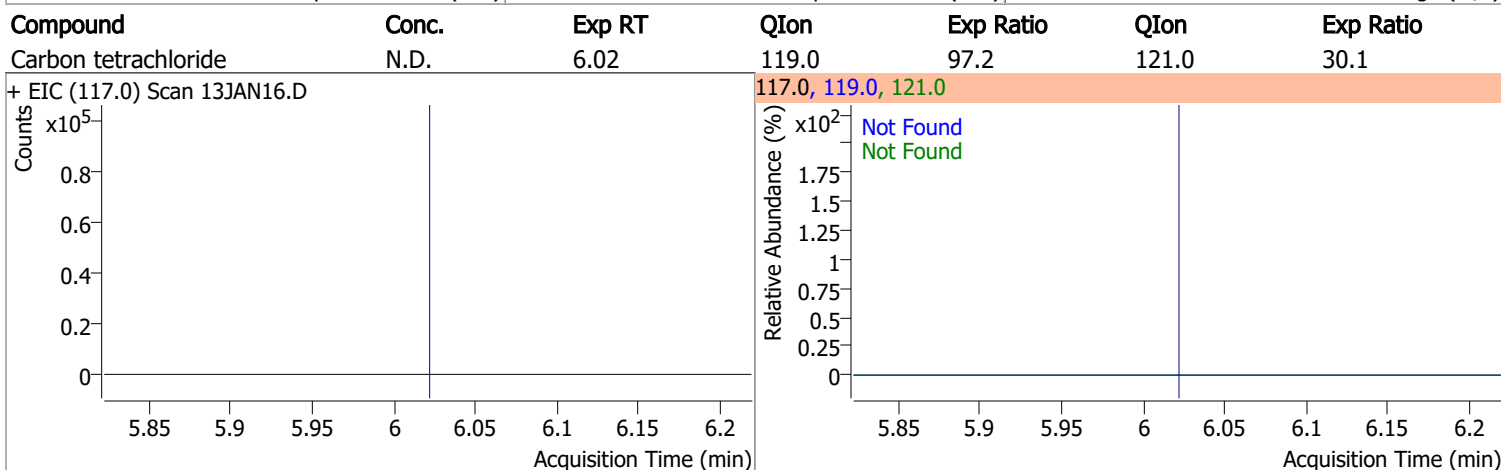 Compound Conc. Exp RT QIon Exp Ratio QIon Exp Ratio
Carbon tetrachloride N.D. 6.02 119.0 97.2 121.0 30.1
+ EIC (117.0) Scan 13JAN16.D
Counts
x10⁵
0.8
0.6
0.4
0.2
0
5.85 5.9 5.95 6 6.05 6.1 6.15 6.2
Acquisition Time (min)
117.0, 119.0, 121.0
Relative Abundance (%)
x10²
Not Found
Not Found
1.75
1.5
1.25
1
0.75
0.5
0.25
0
5.85 5.9 5.95 6 6.05 6.1 6.15 6.2
Acquisition Time (min)